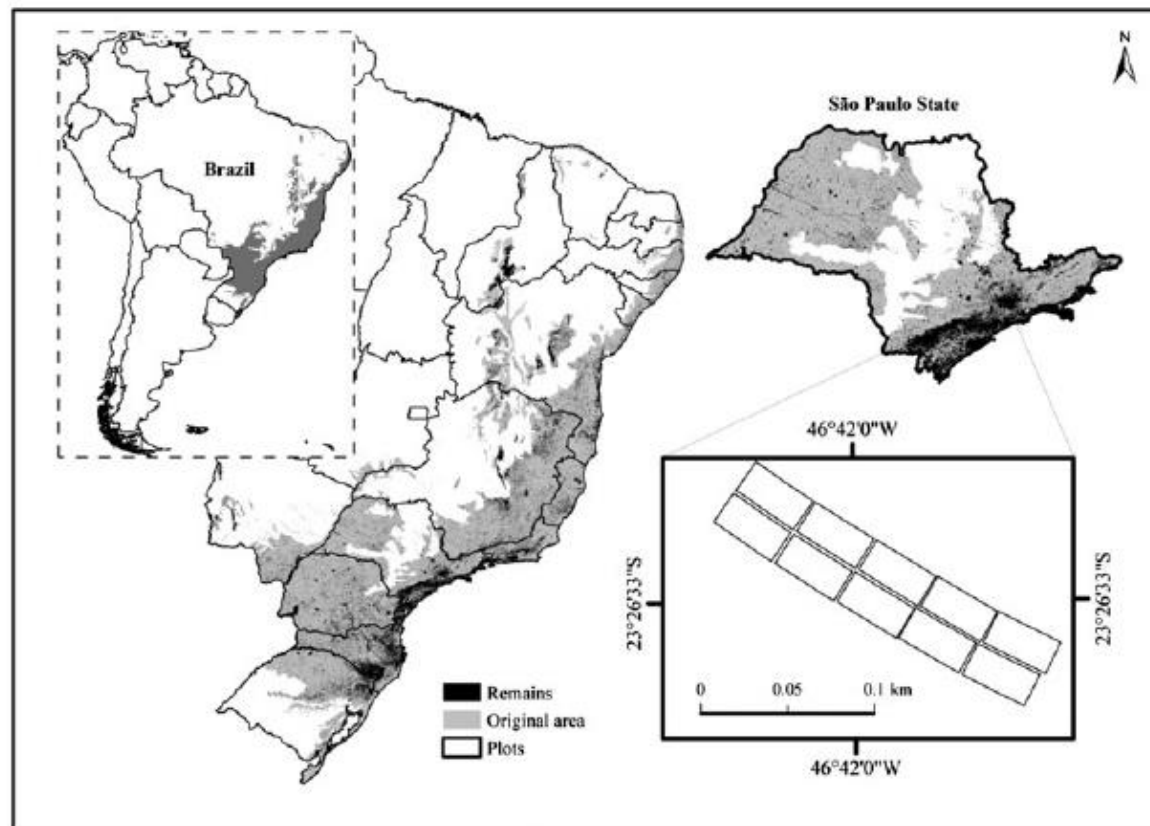 N
São Paulo State
Brazil
46°42'0"W
23°26'33"S
23°26'33"S
0
0.05
0.1 km
46°42'0"W
Remains
Original area
Plots